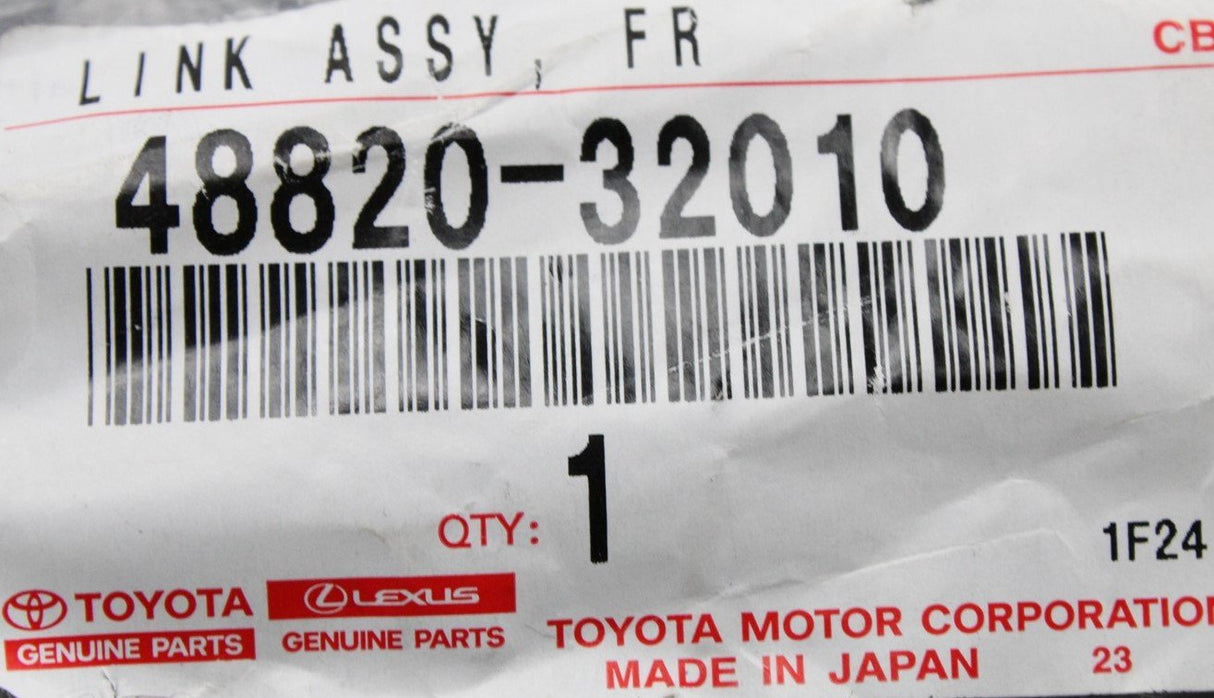 LINK ASSY, FR
CB
48820-32010
QTY: 1
1F24
TOYOTA
GENUINE PARTS
LEXUS
GENUINE PARTS
TOYOTA MOTOR CORPORATION
MADE IN JAPAN 23